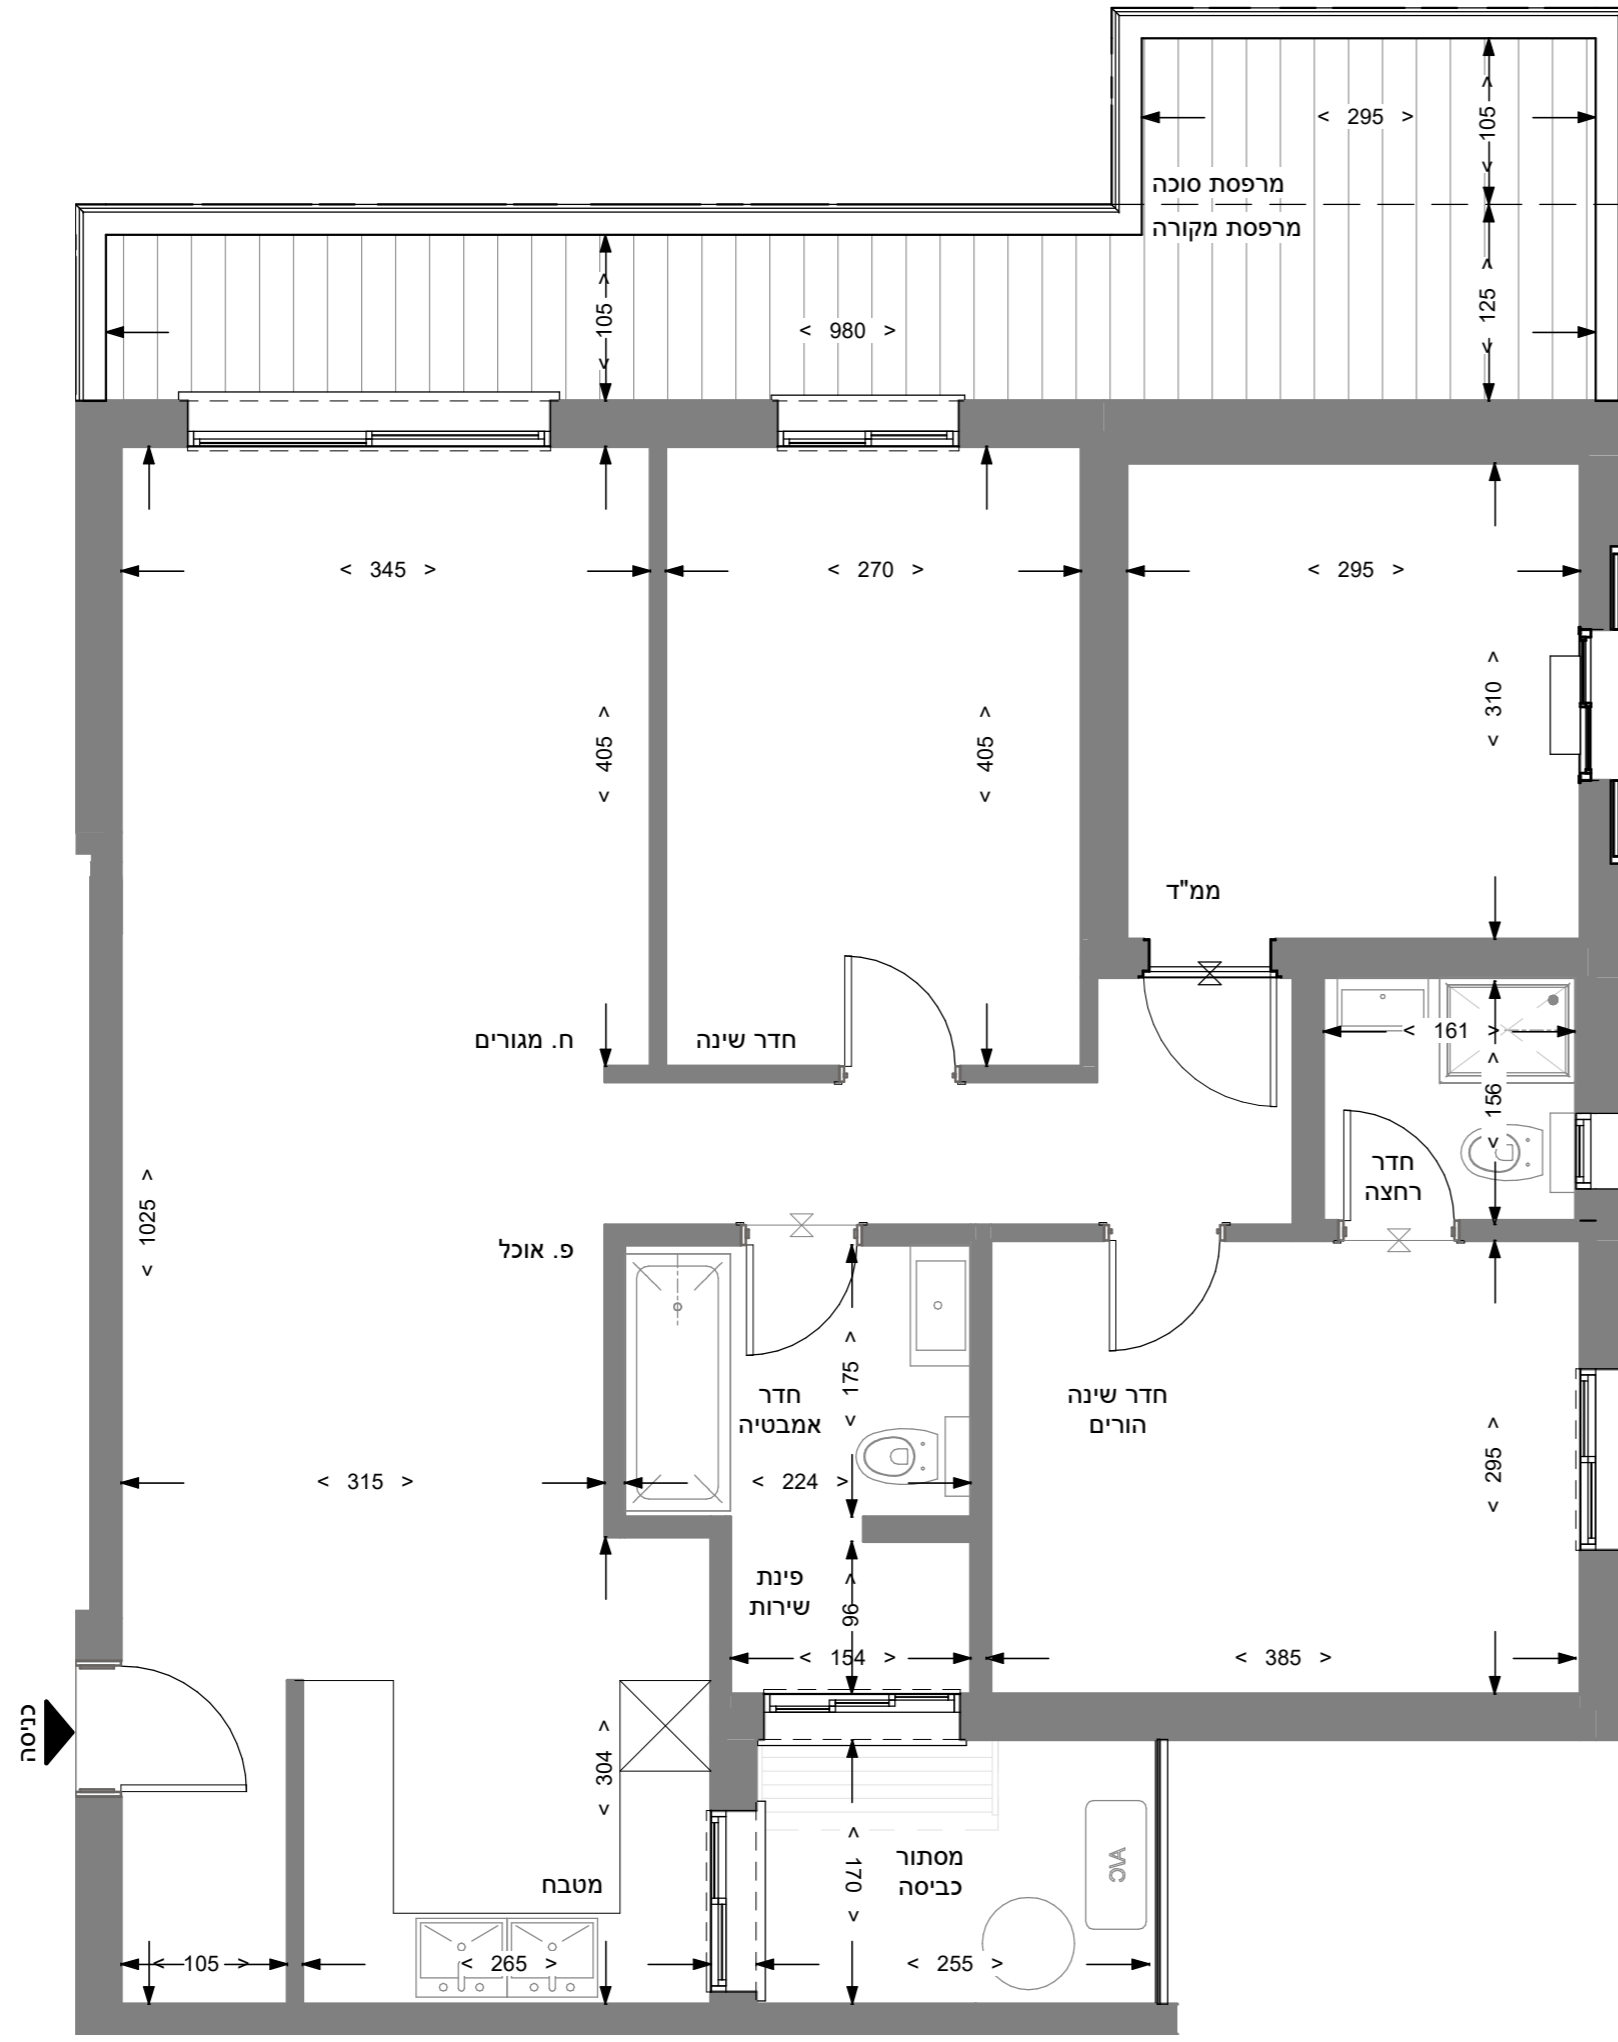 < 295 >
< 105 >
מרפסת סוכה
מרפסת מקורה
< 125 >
< 105 >
< 980 >
< 345 >
< 270 >
< 295 >
< 405 >
< 405 >
< 310 >
ממ"ד
ח. מגורים
חדר שינה
< 161 >
< 156 >
חדר
רחצה
< 1025 >
פ. אוכל
< 175 >
חדר
אמבטיה
חדר שינה
הורים
< 295 >
< 315 >
< 224 >
פינת
שירות
< 96 >
< 154 >
< 385 >
כניסה
< 304 >
מטבח
מסתור
כביסה
< 170 >
A/C
< 105 >
< 265 >
< 255 >